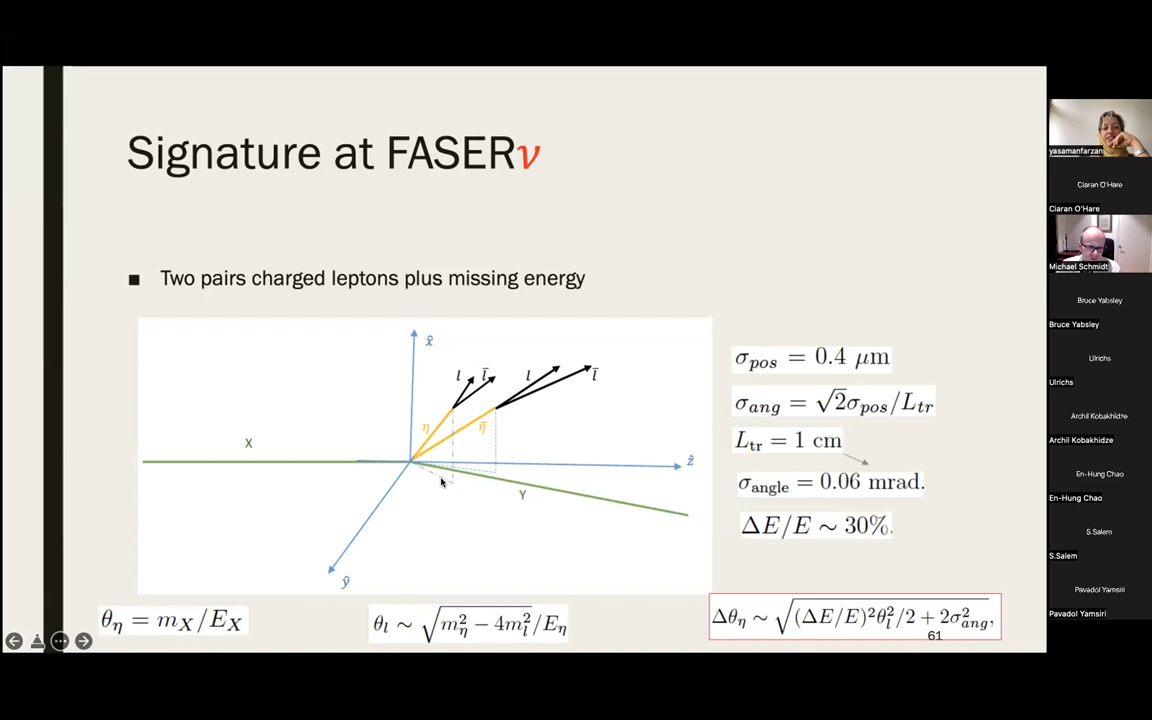 Signature at FASERν
■ Two pairs charged leptons plus missing energy
x̂
l l̄ l l̄
η η̄
X
ẑ
Y
ŷ
σ_pos = 0.4 μm
σ_ang = √2σ_pos/L_tr
L_tr = 1 cm
σ_angle = 0.06 mrad.
ΔE/E ∼ 30%.
θ_η = m_X/E_X
θ_l ∼ √(m_η² − 4m_l²)/E_η
Δθ_η ∼ √((ΔE/E)²θ_l²/2 + 2σ²_ang),
61
yasamanfarzan
Ciaran O'Hare
Ciaran O'Hare
Michael Schmidt
Bruce Yabsley
Bruce Yabsley
Ulrichs
Ulrichs
Archil Kobakhidze
Archil Kobakhidze
En-Hung Chao
En-Hung Chao
S.Salem
S.Salem
Pavadol Yamsiri
Pavadol Yamsiri